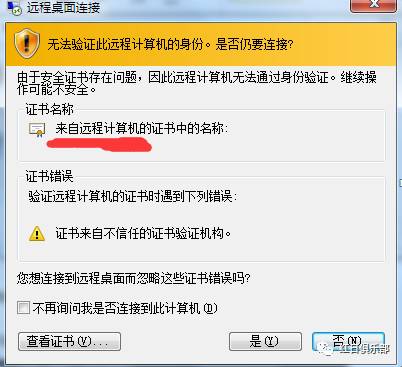 远程桌面连接
无法验证此远程计算机的身份。是否仍要连接?
由于安全证书存在问题，因此远程计算机无法通过身份验证。继续操
作可能不安全。
证书名称
来自远程计算机的证书中的名称:
证书错误
验证远程计算机的证书时遇到下列错误:
证书来自不信任的证书验证机构。
您想连接到远程桌面而忽略这些证书错误吗?
不再询问我是否连接到此计算机(D)
查看证书(V)...
是(Y)
否(N)
红日俱乐部